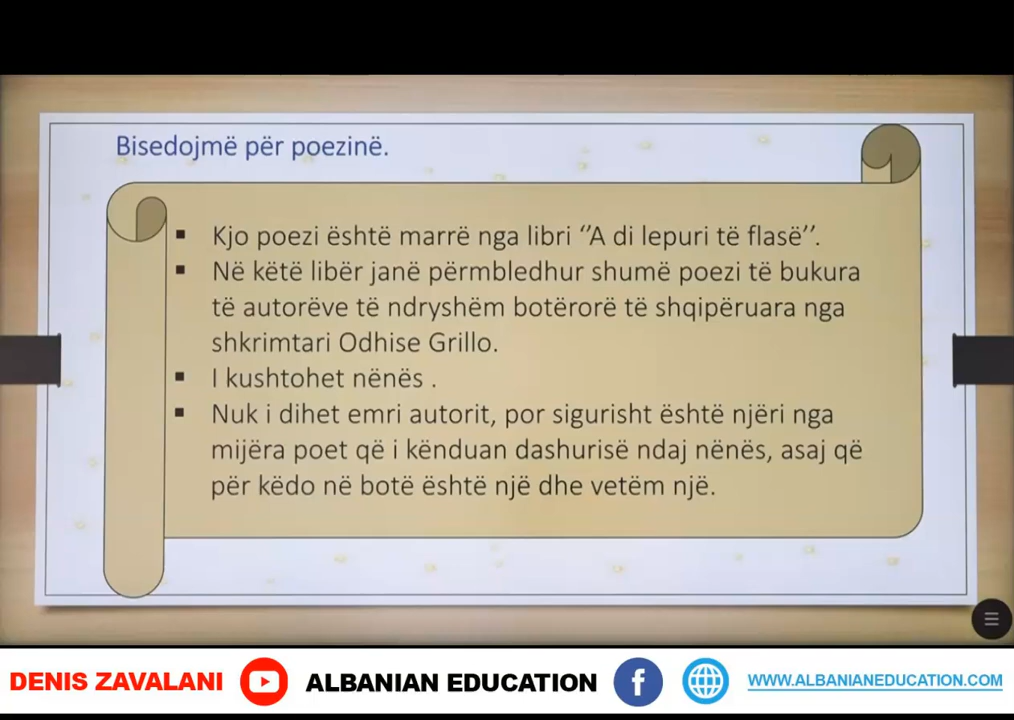 Bisedojmë për poezinë.
▪ Kjo poezi është marrë nga libri ‘’A di lepuri të flasë’’.
▪ Në këtë libër janë përmbledhur shumë poezi të bukura
të autorëve të ndryshëm botërorë të shqipëruara nga
shkrimtari Odhise Grillo.
▪ I kushtohet nënës .
▪ Nuk i dihet emri autorit, por sigurisht është njëri nga
mijëra poet që i kënduan dashurisë ndaj nënës, asaj që
për këdo në botë është një dhe vetëm një.
DENIS ZAVALANI ALBANIAN EDUCATION f WWW.ALBANIANEDUCATION.COM